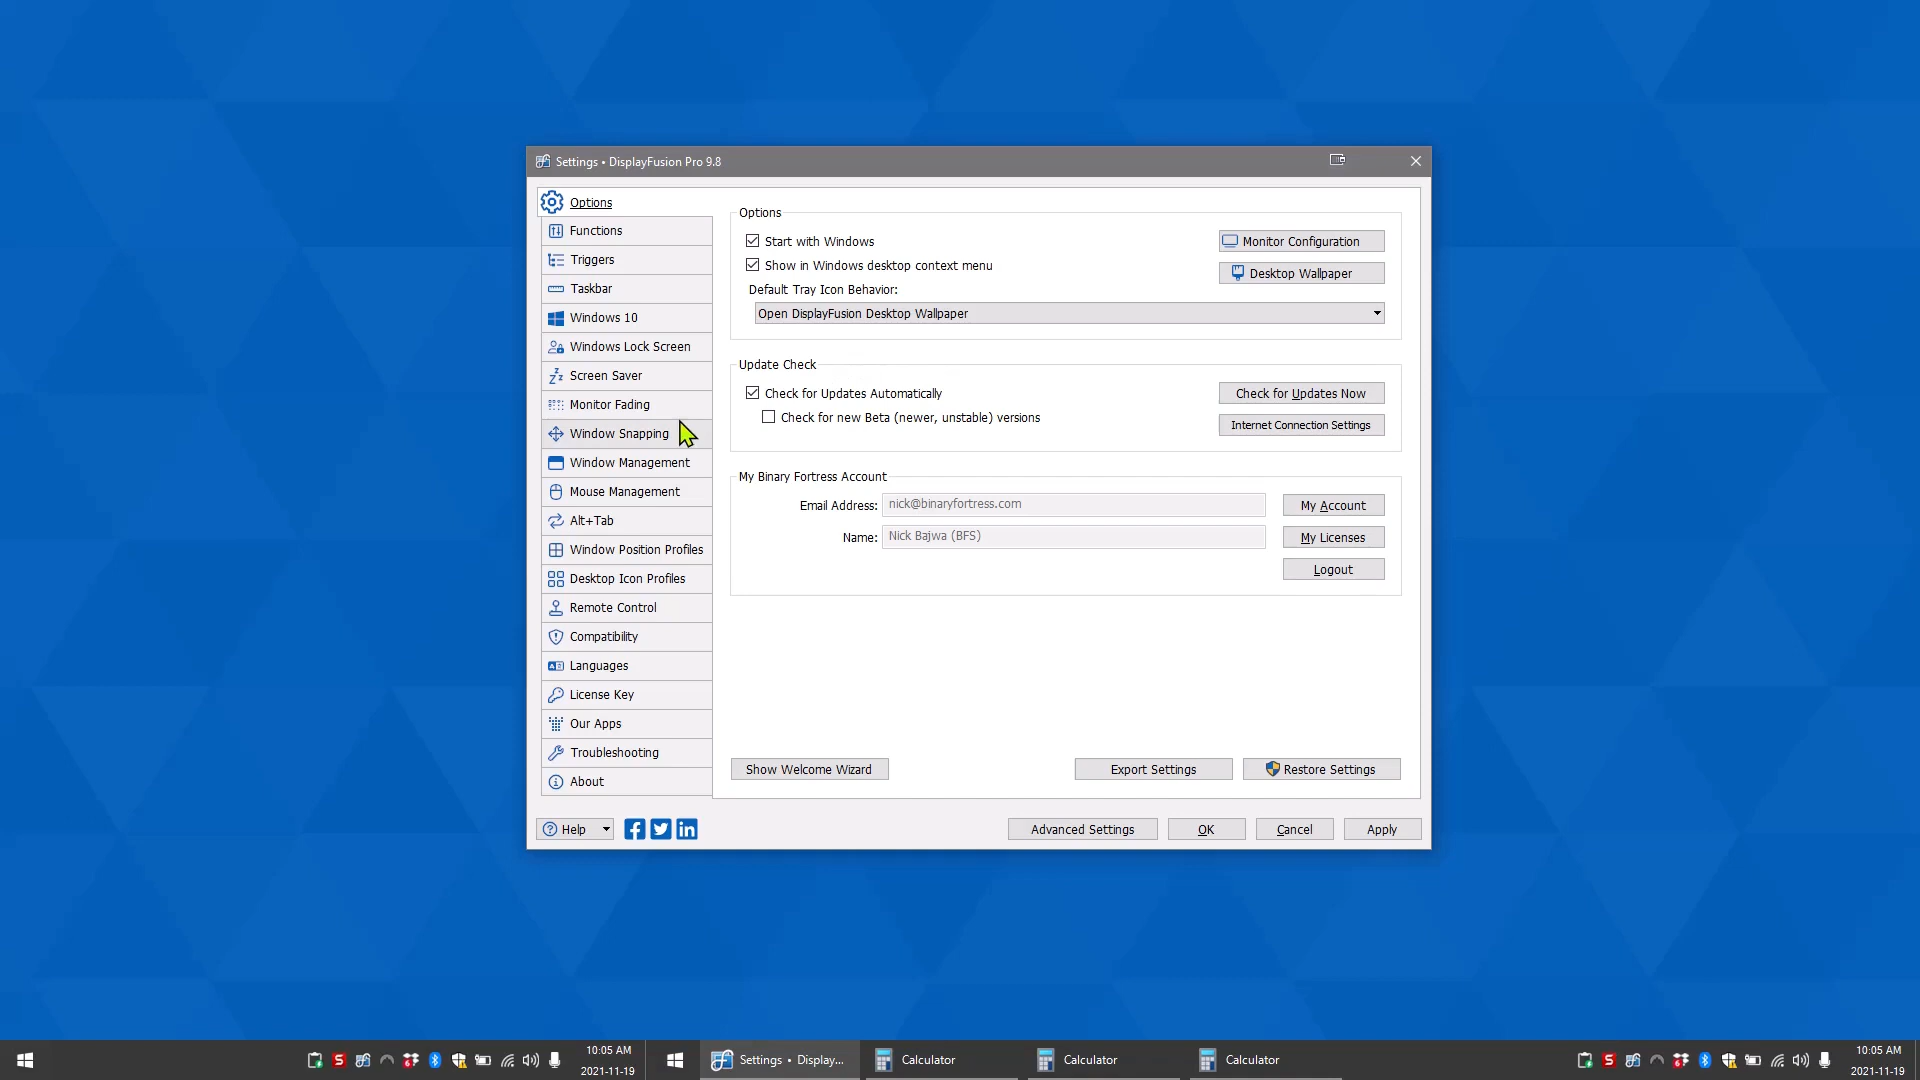 Settings • DisplayFusion Pro 9.8
Options
Functions
Triggers
Taskbar
Windows 10
Windows Lock Screen
Screen Saver
Monitor Fading
Window Snapping
Window Management
Mouse Management
Alt+Tab
Window Position Profiles
Desktop Icon Profiles
Remote Control
Compatibility
Languages
License Key
Our Apps
Troubleshooting
About
Options
Start with Windows
Monitor Configuration
Show in Windows desktop context menu
Desktop Wallpaper
Default Tray Icon Behavior:
Open DisplayFusion Desktop Wallpaper
Update Check
Check for Updates Automatically
Check for Updates Now
Check for new Beta (newer, unstable) versions
Internet Connection Settings
My Binary Fortress Account
Email Address: nick@binaryfortress.com
My Account
Name: Nick Bajwa (BFS)
My Licenses
Logout
Show Welcome Wizard
Export Settings
Restore Settings
Help
Advanced Settings
OK
Cancel
Apply
10:05 AM
2021-11-19
Settings • Display...
Calculator
Calculator
Calculator
10:05 AM
2021-11-19